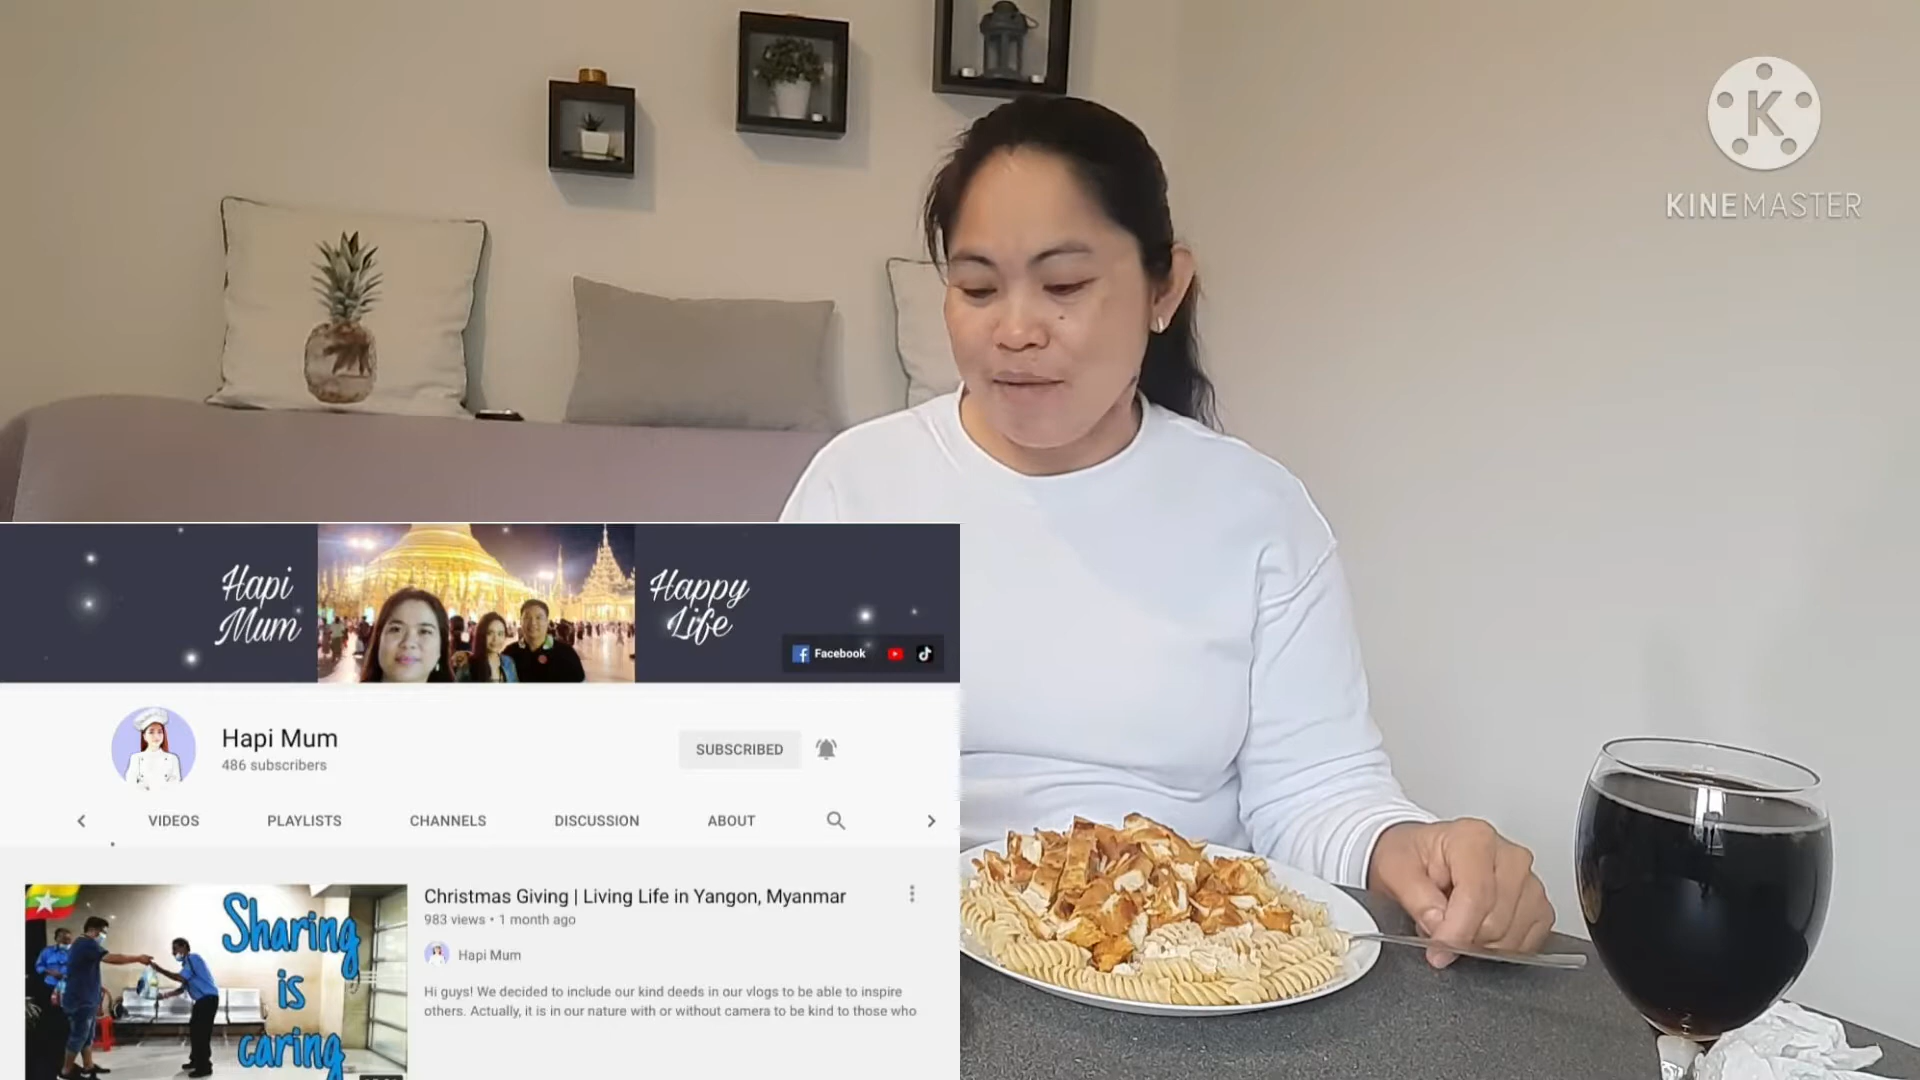 K
KINEMASTER
Hapi
Mum
Happy
Life
Facebook
Hapi Mum
486 subscribers
SUBSCRIBED
VIDEOS PLAYLISTS CHANNELS DISCUSSION ABOUT
Christmas Giving | Living Life in Yangon, Myanmar
983 views • 1 month ago
Hapi Mum
Hi guys! We decided to include our kind deeds in our vlogs to be able to inspire
others. Actually, it is in our nature with or without camera to be kind to those who
Sharing
is
caring